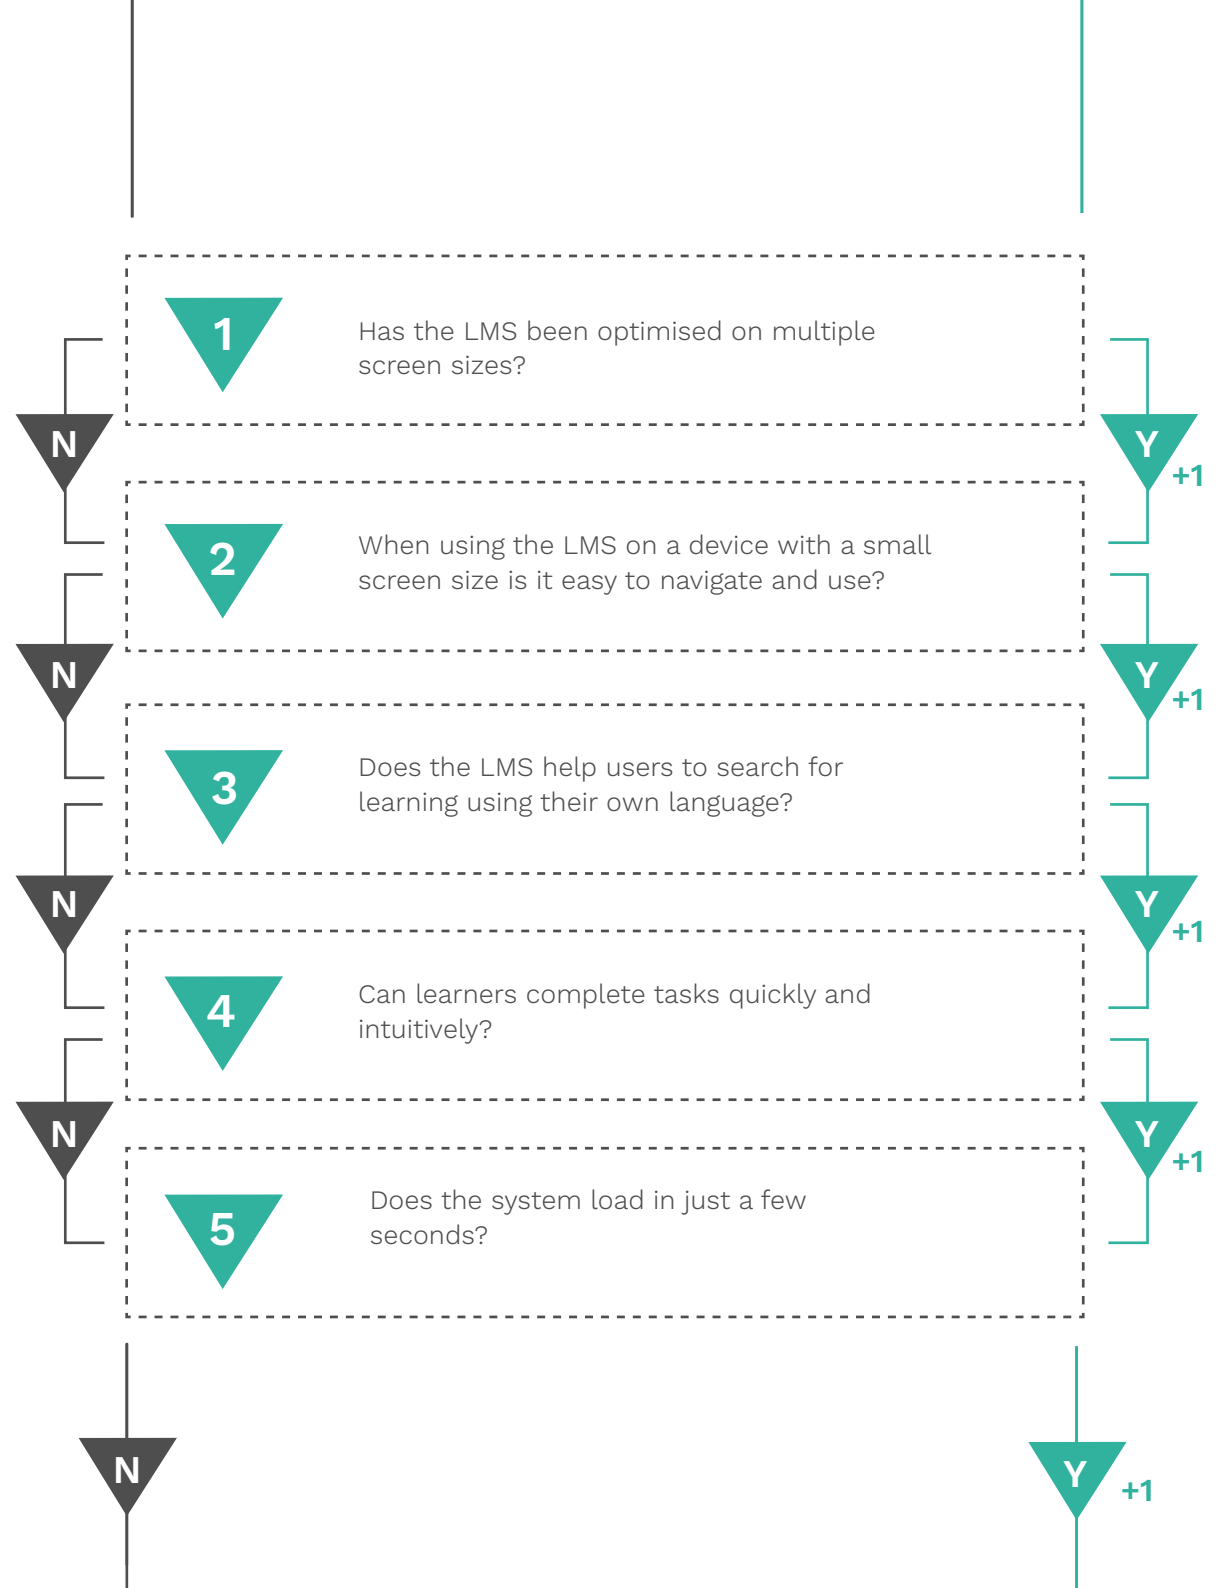 1
Has the LMS been optimised on multiple
screen sizes?
N
Y
+1
2
When using the LMS on a device with a small
screen size is it easy to navigate and use?
N
Y
+1
3
Does the LMS help users to search for
learning using their own language?
N
Y
+1
4
Can learners complete tasks quickly and
intuitively?
N
Y
+1
5
Does the system load in just a few
seconds?
N
Y
+1